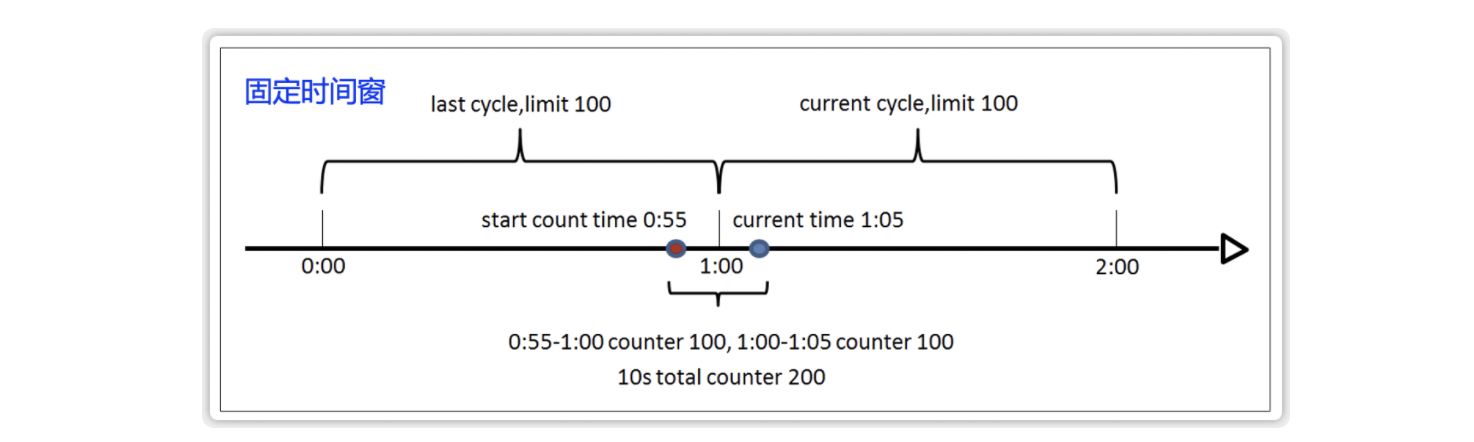 固定时间窗
last cycle,limit 100
current cycle,limit 100
start count time 0:55
current time 1:05
0:00
1:00
2:00
0:55-1:00 counter 100, 1:00-1:05 counter 100
10s total counter 200